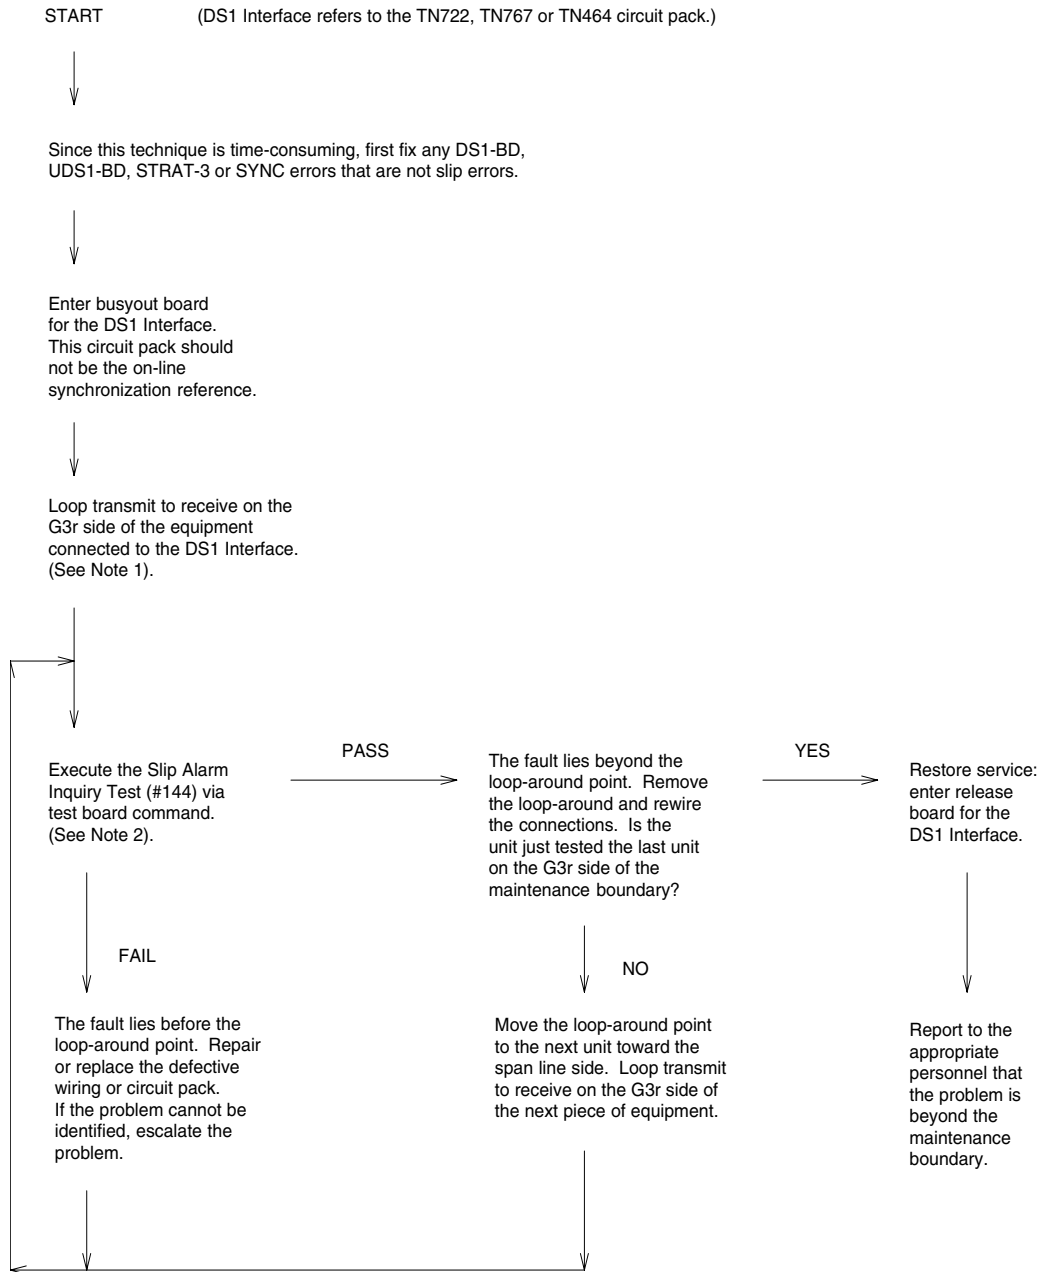 START (DS1 Interface refers to the TN722, TN767 or TN464 circuit pack.)
Since this technique is time-consuming, first fix any DS1-BD,
UDS1-BD, STRAT-3 or SYNC errors that are not slip errors.
Enter busyout board
for the DS1 Interface.
This circuit pack should
not be the on-line
synchronization reference.
Loop transmit to receive on the
G3r side of the equipment
connected to the DS1 Interface.
(See Note 1).
Execute the Slip Alarm
Inquiry Test (#144) via
test board command.
(See Note 2).
PASS
The fault lies beyond the
loop-around point. Remove
the loop-around and rewire
the connections. Is the
unit just tested the last unit
on the G3r side of the
maintenance boundary?
YES
Restore service:
enter release
board for the
DS1 Interface.
FAIL
NO
The fault lies before the
loop-around point. Repair
or replace the defective
wiring or circuit pack.
If the problem cannot be
identified, escalate the
problem.
Move the loop-around point
to the next unit toward the
span line side. Loop transmit
to receive on the G3r side of
the next piece of equipment.
Report to the
appropriate
personnel that
the problem is
beyond the
maintenance
boundary.